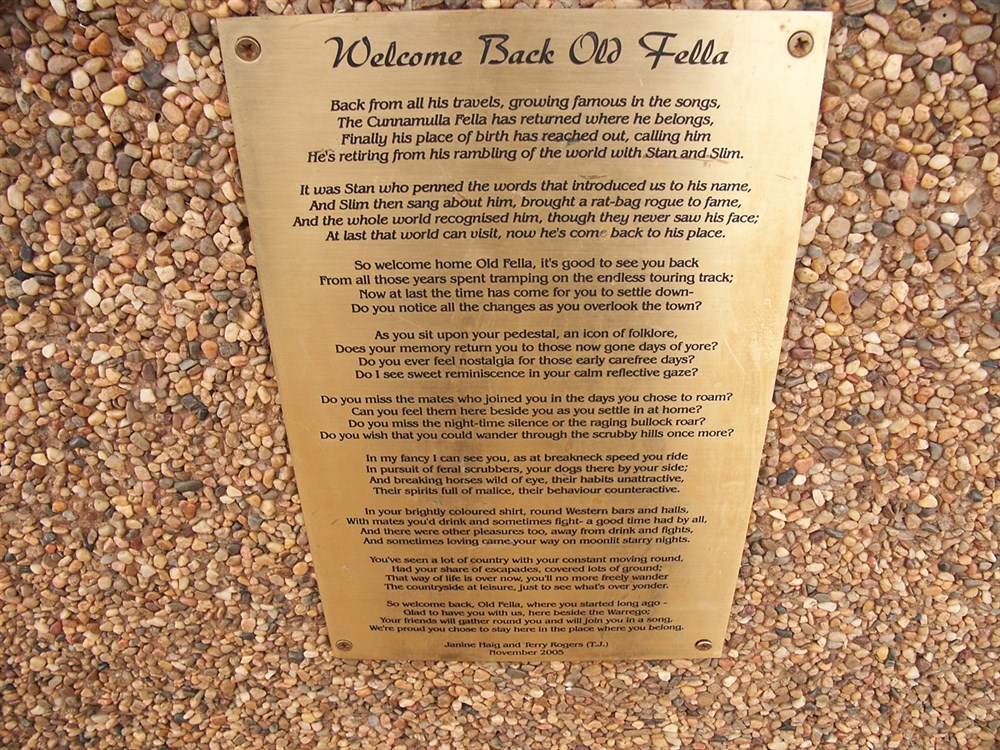 Welcome Back Old Fella
Back from all his travels, growing famous in the songs,
The Cunnamulla Fella has returned where he belongs,
Finally his place of birth has reached out, calling him
He's retiring from his rambling of the world with Stan and Slim.
It was Stan who penned the words that introduced us to his name,
And Slim then sang about him, brought a rat-bag rogue to fame,
And the whole world recognised him, though they never saw his face;
At last that world can visit, now he's come back to his place.
So welcome home Old Fella, it's good to see you back
From all those years spent tramping on the endless touring track;
Now at last the time has come for you to settle down-
Do you notice all the changes as you overlook the town?
As you sit upon your pedestal, an icon of folklore,
Does your memory return you to those now gone days of yore?
Do you ever feel nostalgia for those early carefree days?
Do I see sweet reminiscence in your calm reflective gaze?
Do you miss the mates who joined you in the days you chose to roam?
Can you feel them here beside you as you settle in at home?
Do you miss the night-time silence or the raging bullock roar?
Do you wish that you could wander through the scrubby hills once more?
In my fancy I can see you, as at breakneck speed you ride
In pursuit of feral scrubbers, your dogs there by your side;
And breaking horses wild of eye, their habits unattractive,
Their spirits full of malice, their behaviour counteractive.
In your brightly coloured shirt, round Western bars and halls,
With mates you'd drink and sometimes fight- a good time had by all,
And there were other pleasures too, away from drink and fights,
And sometimes loving came your way on moonlit starry nights.
You've seen a lot of country with your constant moving round,
Had your share of escapades, covered lots of ground;
That way of life is over now, you'll no more freely wander
The countryside at leisure, just to see what's over yonder.
So welcome back, Old Fella, where you started long ago -
Glad to have you with us, here beside the Warrego;
Your friends will gather round you and will join you in a song,
We're proud you chose to stay here in the place where you belong.
Janine Haig and Terry Rogers (T.J.)
November 2005